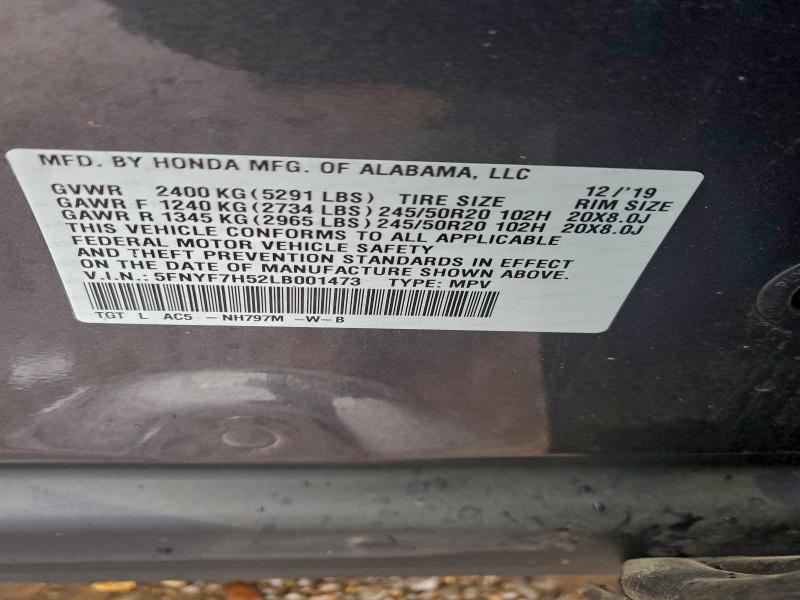 MFD. BY HONDA MFG. OF ALABAMA, LLC
GVWR 2400 KG (5291 LBS) TIRE SIZE 12/'19 RIM SIZE
GAWR F 1240 KG (2734 LBS) 245/50R20 102H 20X8.0J
GAWR R 1345 KG (2965 LBS) 245/50R20 102H 20X8.0J
THIS VEHICLE CONFORMS TO ALL APPLICABLE
FEDERAL MOTOR VEHICLE SAFETY
AND THEFT PREVENTION STANDARDS IN EFFECT
ON THE DATE OF MANUFACTURE SHOWN ABOVE.
V.I.N.: 5FNYF7H52LB001473 TYPE: MPV
TGT L AC5 - NH797M -W-B